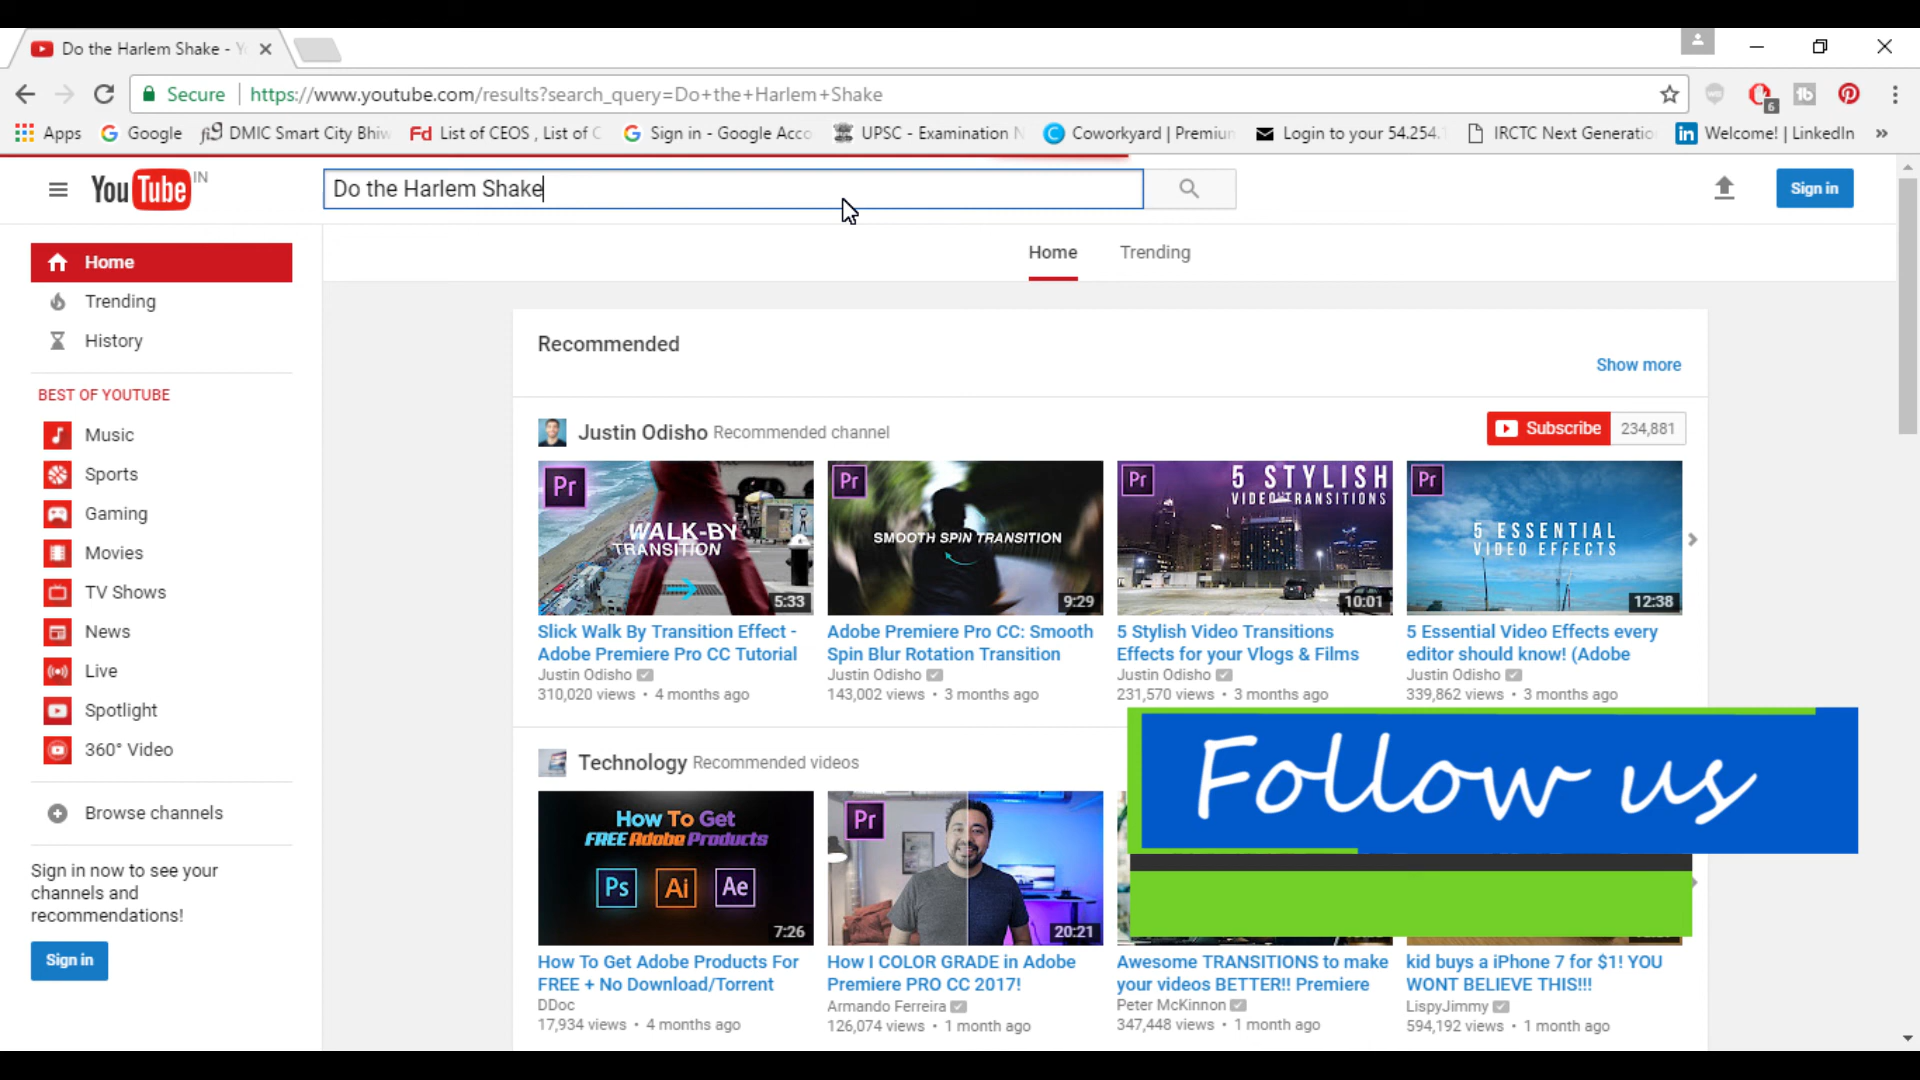 Do the Harlem Shake - Y
Secure https://www.youtube.com/results?search_query=Do+the+Harlem+Shake
6
Apps Google DMIC Smart City Bhiw List of CEOS , List of C Sign in - Google Acco UPSC - Examination N Coworkyard | Premium Login to your 54.254. IRCTC Next Generatio Welcome! | LinkedIn »
YouTube IN
Do the Harlem Shake
Sign in
Home
Trending
History
BEST OF YOUTUBE
Music
Sports
Gaming
Movies
TV Shows
News
Live
Spotlight
360° Video
Browse channels
Sign in now to see your
channels and
recommendations!
Sign in
Home Trending
Recommended
Show more
Justin Odisho Recommended channel
Subscribe 234,881
Pr
WALK-BY
TRANSITION
5:33
Slick Walk By Transition Effect -
Adobe Premiere Pro CC Tutorial
Justin Odisho
310,020 views • 4 months ago
Pr
SMOOTH SPIN TRANSITION
9:29
Adobe Premiere Pro CC: Smooth
Spin Blur Rotation Transition
Justin Odisho
143,002 views • 3 months ago
Pr
5 STYLISH
VIDEO TRANSITIONS
10:01
5 Stylish Video Transitions
Effects for your Vlogs & Films
Justin Odisho
231,570 views • 3 months ago
Pr
5 ESSENTIAL
VIDEO EFFECTS
12:38
5 Essential Video Effects every
editor should know! (Adobe
Justin Odisho
339,862 views • 3 months ago
Technology Recommended videos
Follow us
How To Get
FREE Adobe Products
Ps Ai Ae
7:26
How To Get Adobe Products For
FREE + No Download/Torrent
DDoc
17,934 views • 4 months ago
Pr
20:21
How I COLOR GRADE in Adobe
Premiere PRO CC 2017!
Armando Ferreira
126,074 views • 1 month ago
Awesome TRANSITIONS to make
your videos BETTER!! Premiere
Peter McKinnon
347,448 views • 1 month ago
kid buys a iPhone 7 for $1! YOU
WONT BELIEVE THIS!!!
LispyJimmy
594,192 views • 1 month ago